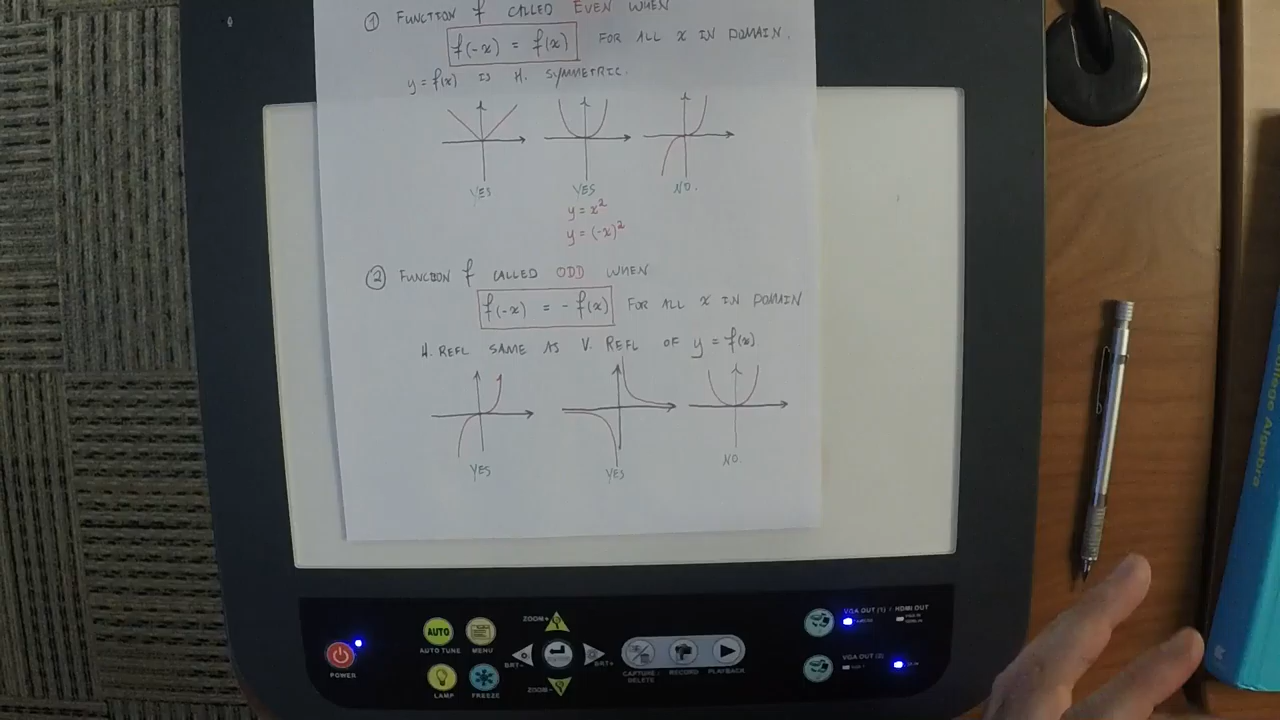 ① FUNCTION f CALLED EVEN WHEN
f(-x) = f(x) FOR ALL x IN DOMAIN.
y = f(x) IS H. SYMMETRIC.
YES YES NO.
y = x²
y = (-x)²
② FUNCTION f CALLED ODD WHEN
f(-x) = - f(x) FOR ALL x IN DOMAIN
H. REFL SAME AS V. REFL OF y = f(x)
YES YES NO.
College Algebra
POWER
AUTO
AUTO TUNE
MENU
LAMP
FREEZE
ZOOM+
BRT- BRT+
ZOOM-
CAPTURE/
DELETE
RECORD
PLAYBACK
VGA OUT (1) / HDMI OUT
VGA OUT (2)